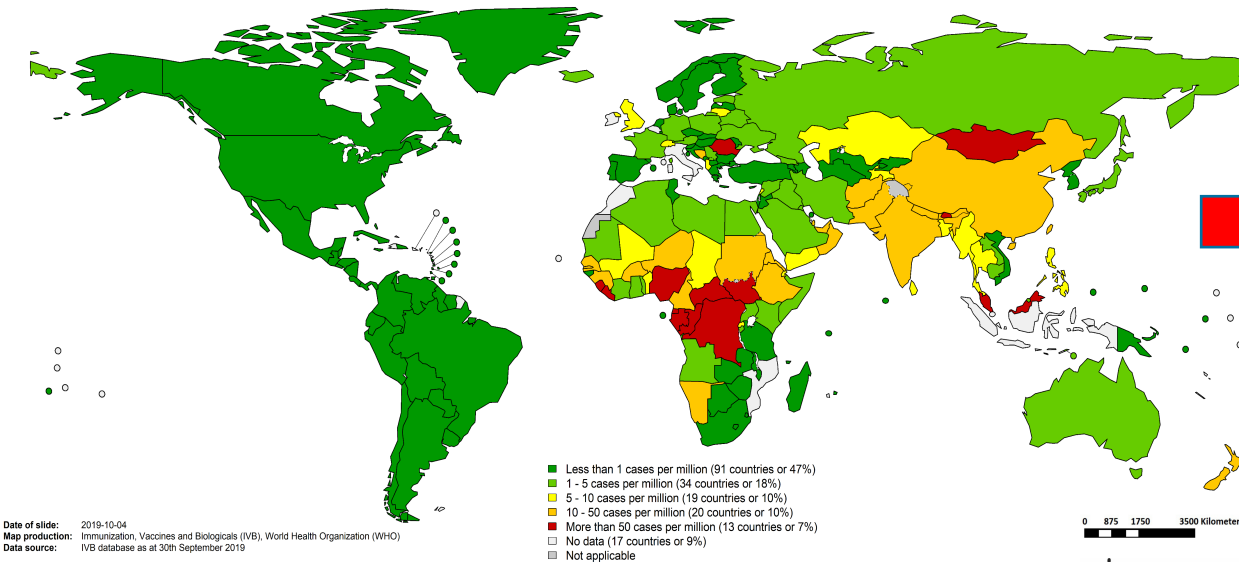 Less than 1 cases per million (91 countries or 47%)
1 - 5 cases per million (34 countries or 18%)
5 - 10 cases per million (19 countries or 10%)
10 - 50 cases per million (20 countries or 10%)
More than 50 cases per million (13 countries or 7%)
No data (17 countries or 9%)
Not applicable
Date of slide: 2019-10-04
Map production: Immunization, Vaccines and Biologicals (IVB), World Health Organization (WHO)
Data source: IVB database as at 30th September 2019
0 875 1750 3500 Kilometer